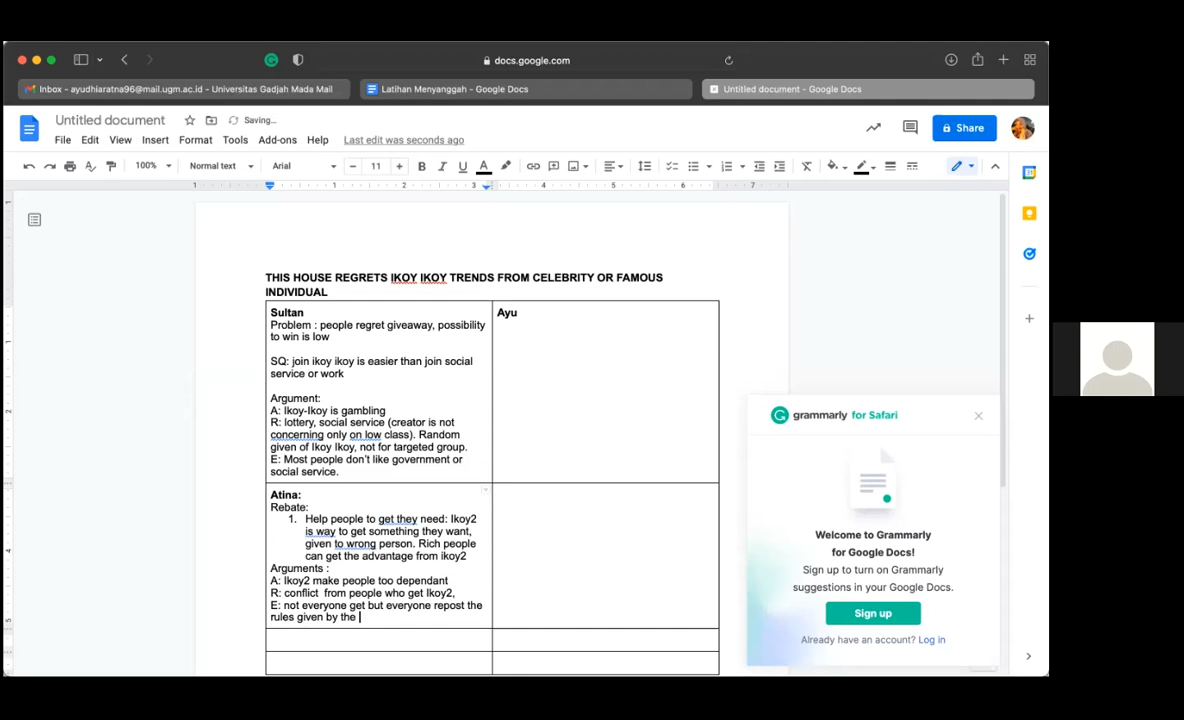 docs.google.com
Inbox - ayudhiaratna96@mail.ugm.ac.id - Universitas Gadjah Mada Mail
Latihan Menyanggah - Google Docs
Untitled document - Google Docs
Untitled document
Saving...
File Edit View Insert Format Tools Add-ons Help Last edit was seconds ago
Share
100% Normal text Arial 11
1 1 2 3 4 5 6 7
THIS HOUSE REGRETS IKOY IKOY TRENDS FROM CELEBRITY OR FAMOUS
INDIVIDUAL
Sultan
Problem : people regret giveaway, possibility
to win is low
SQ: join ikoy ikoy is easier than join social
service or work
Argument:
A: Ikoy-Ikoy is gambling
R: lottery, social service (creator is not
concerning only on low class). Random
given of Ikoy Ikoy, not for targeted group.
E: Most people don't like government or
social service.
Ayu
Atina:
Rebate:
1. Help people to get they need: Ikoy2
is way to get something they want,
given to wrong person. Rich people
can get the advantage from ikoy2
Arguments :
A: Ikoy2 make people too dependant
R: conflict from people who get Ikoy2,
E: not everyone get but everyone repost the
rules given by the
grammarly for Safari
Welcome to Grammarly
for Google Docs!
Sign up to turn on Grammarly
suggestions in your Google Docs.
Sign up
Already have an account? Log in